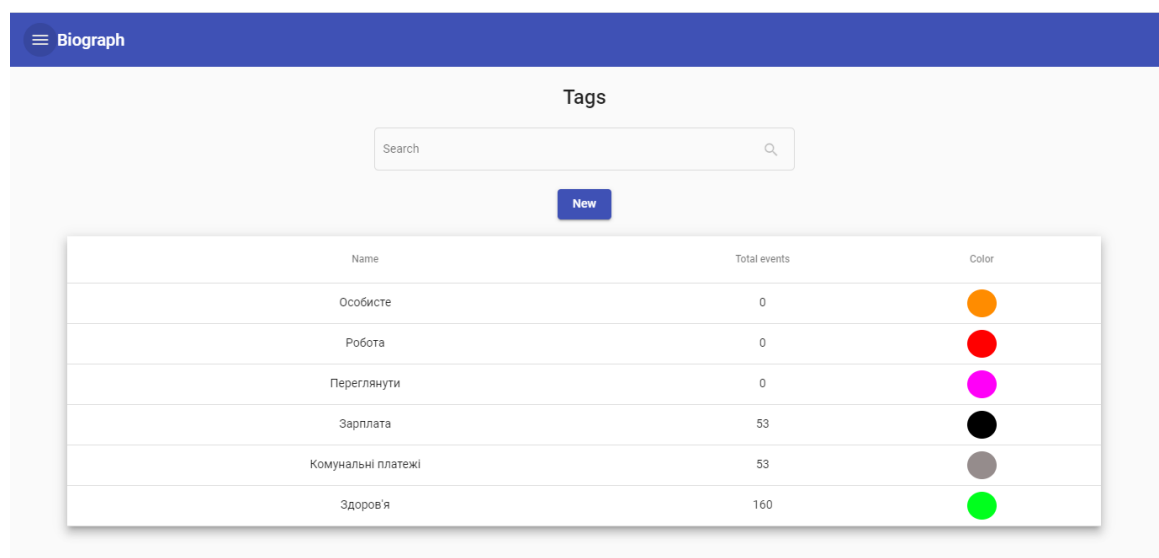 Biograph
Tags
Search
New
Name Total events Color
Особисте 0
Робота 0
Переглянути 0
Зарплата 53
Комунальні платежі 53
Здоров'я 160